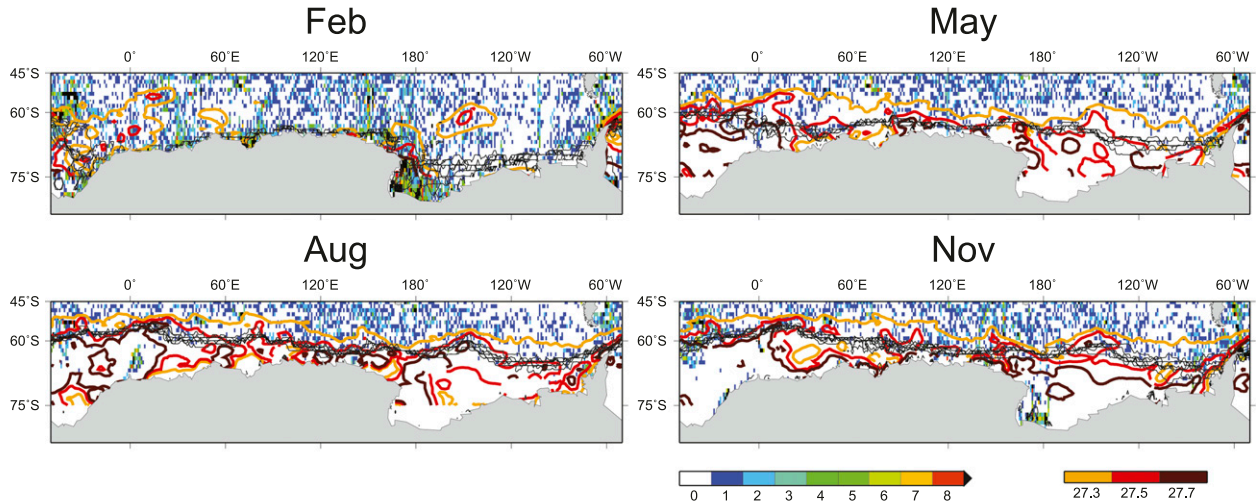 Feb May
0˚ 60˚E 120˚E 180˚ 120˚W 60˚W 0˚ 60˚E 120˚E 180˚ 120˚W 60˚W
45˚S 45˚S
60˚S 60˚S
75˚S 75˚S
Aug Nov
0˚ 60˚E 120˚E 180˚ 120˚W 60˚W 0˚ 60˚E 120˚E 180˚ 120˚W 60˚W
45˚S 45˚S
60˚S 60˚S
75˚S 75˚S
0 1 2 3 4 5 6 7 8 27.3 27.5 27.7